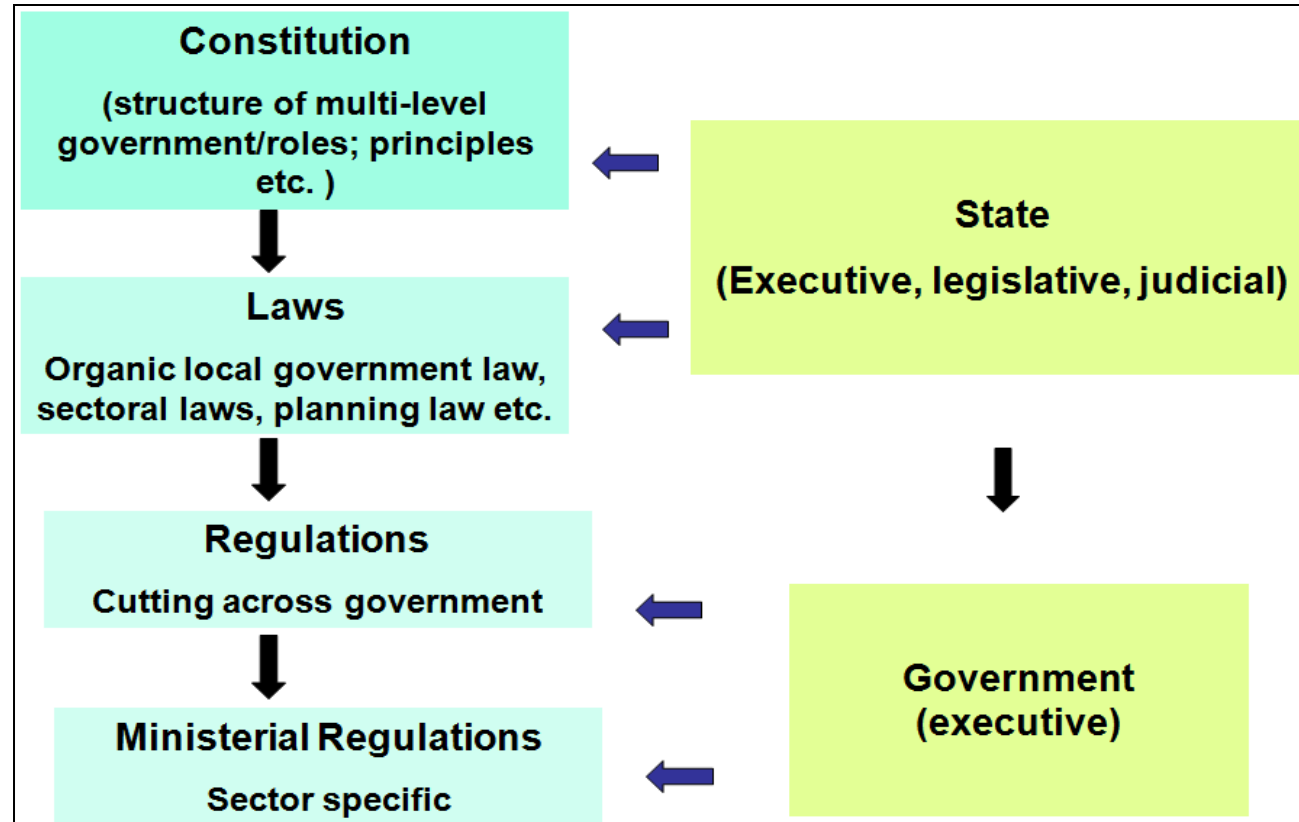 Constitution
(structure of multi-level
government/roles; principles
etc. )
Laws
Organic local government law,
sectoral laws, planning law etc.
Regulations
Cutting across government
Ministerial Regulations
Sector specific
State
(Executive, legislative, judicial)
Government
(executive)